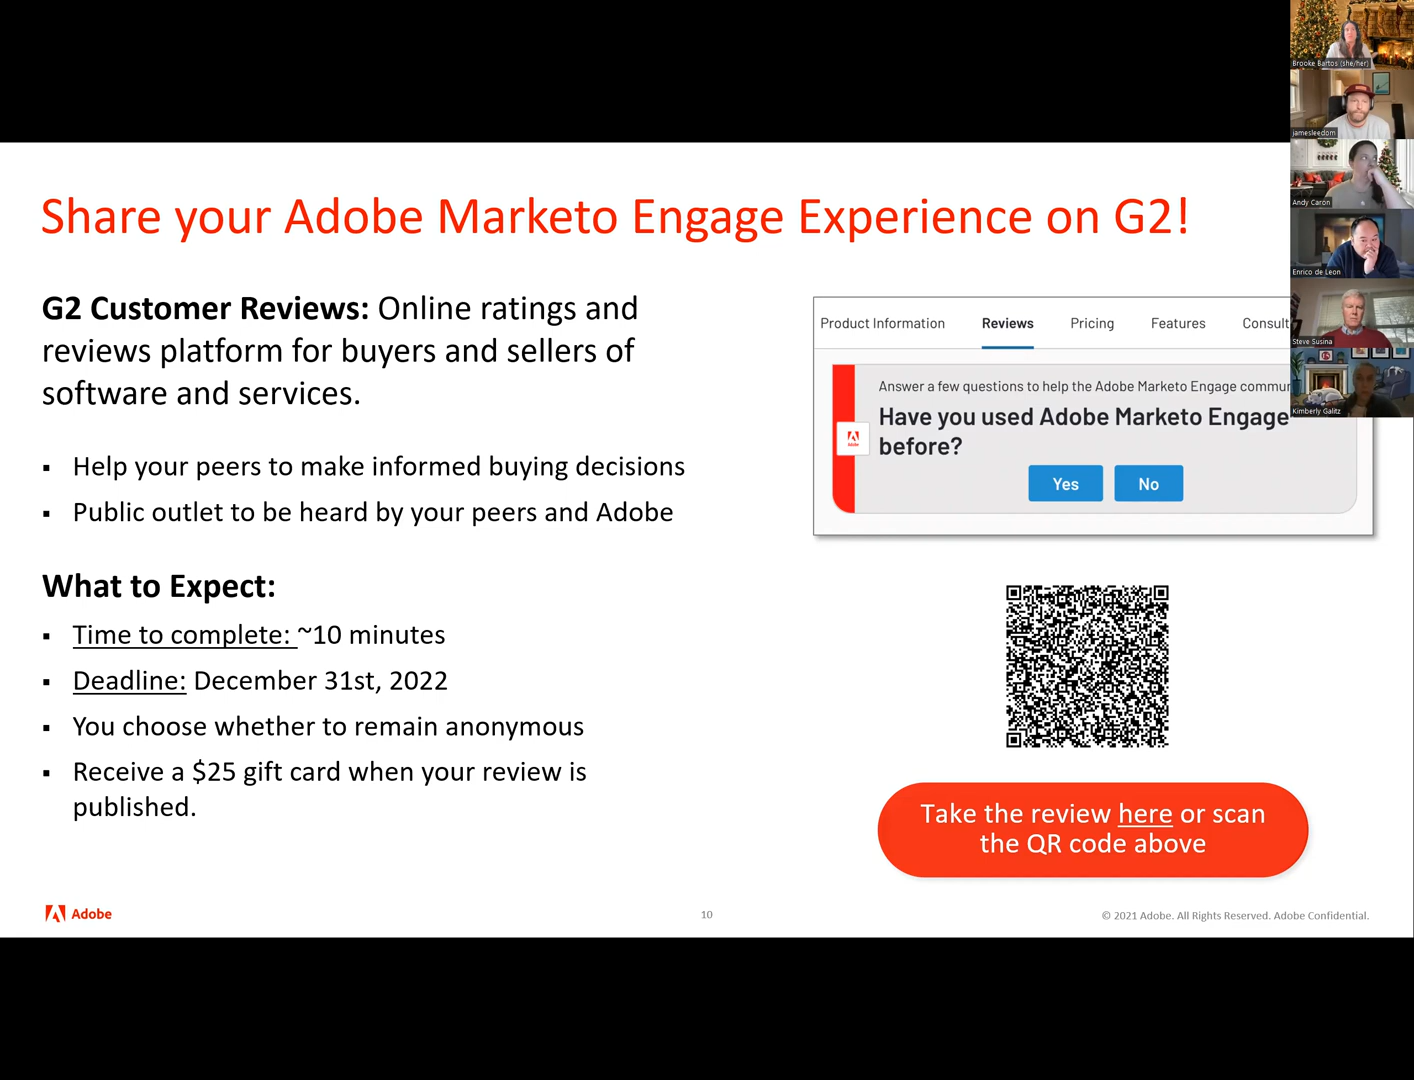 Brooke Bartos (she/her)
jamesleedom
Andy Caron
Enrico de Leon
Steve Susina
Kimberly Galitz
Share your Adobe Marketo Engage Experience on G2!
G2 Customer Reviews: Online ratings and
reviews platform for buyers and sellers of
software and services.
▪ Help your peers to make informed buying decisions
▪ Public outlet to be heard by your peers and Adobe
What to Expect:
▪ Time to complete: ~10 minutes
▪ Deadline: December 31st, 2022
▪ You choose whether to remain anonymous
▪ Receive a $25 gift card when your review is
published.
Product Information Reviews Pricing Features Consult
Answer a few questions to help the Adobe Marketo Engage commun
Have you used Adobe Marketo Engage
before?
Adobe
Yes No
Take the review here or scan
the QR code above
Adobe
10
© 2021 Adobe. All Rights Reserved. Adobe Confidential.